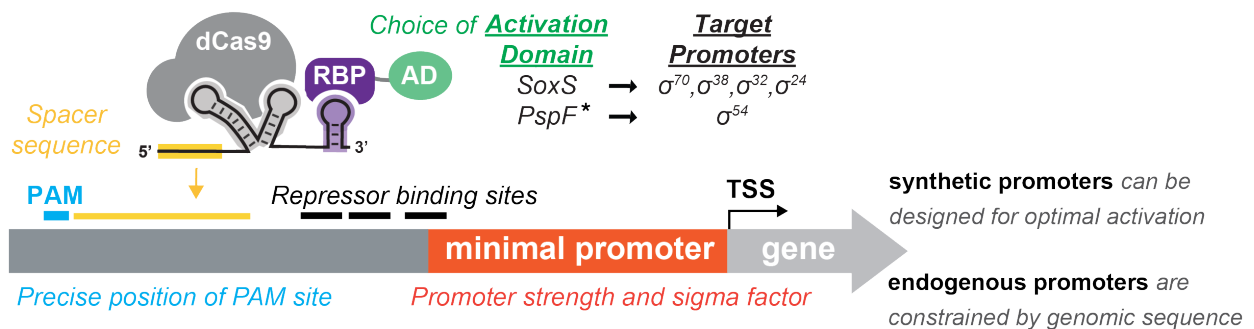 dCas9
RBP
AD
Choice of Activation
Domain
SoxS
PspF*
Target
Promoters
σ70,σ38,σ32,σ24
σ54
Spacer
sequence
5’
3’
PAM
Repressor binding sites
TSS
minimal promoter
gene
Precise position of PAM site
Promoter strength and sigma factor
synthetic promoters can be
designed for optimal activation
endogenous promoters are
constrained by genomic sequence